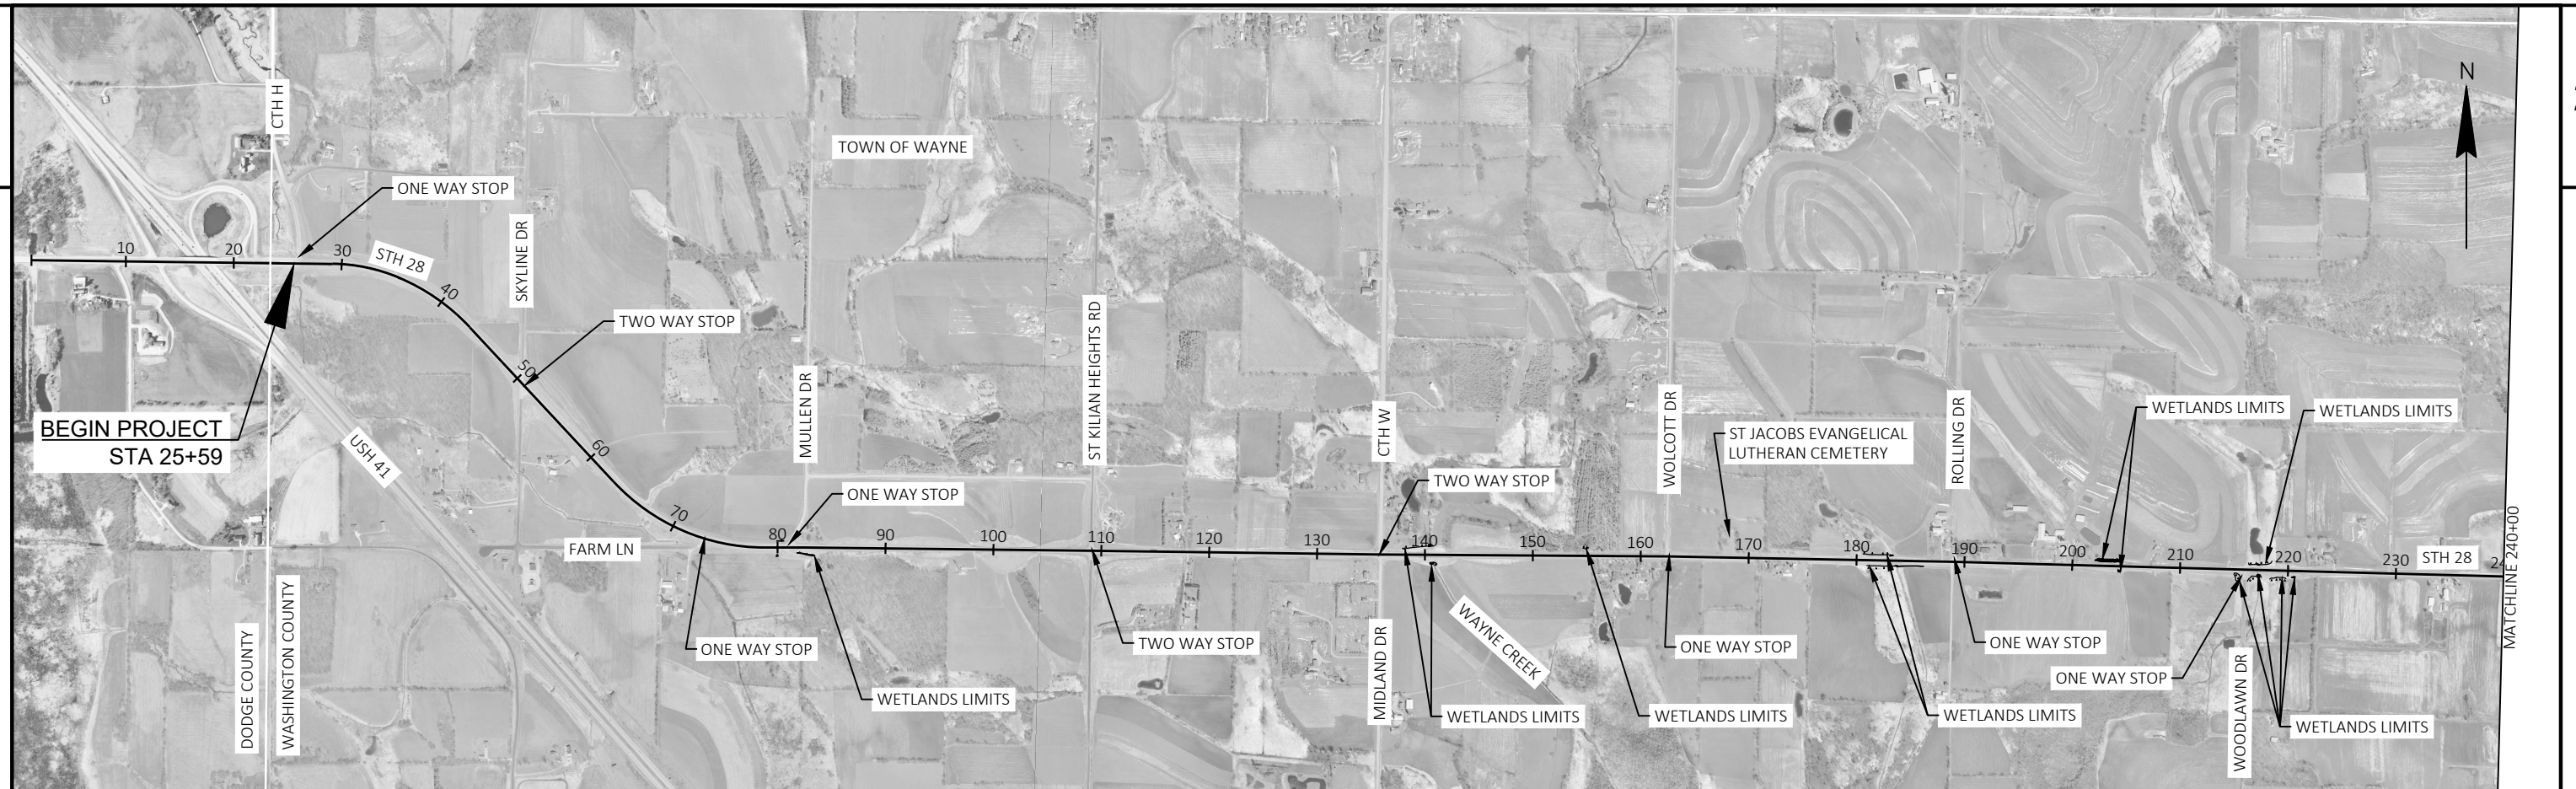 N
CTH H
TOWN OF WAYNE
ONE WAY STOP
10
20
30
STH 28
40
SKYLINE DR
TWO WAY STOP
50
BEGIN PROJECT
STA 25+59
USH 41
60
70
FARM LN
MULLEN DR
ONE WAY STOP
80
90
100
ST KILIAN HEIGHTS RD
110
120
130
CTH W
TWO WAY STOP
140
150
160
WOLCOTT DR
ST JACOBS EVANGELICAL
LUTHERAN CEMETERY
170
180
ROLLING DR
190
WETLANDS LIMITS
WETLANDS LIMITS
200
210
220
230
STH 28
24
MATCHLINE 240+00
DODGE COUNTY
WASHINGTON COUNTY
ONE WAY STOP
WETLANDS LIMITS
TWO WAY STOP
MIDLAND DR
WAYNE CREEK
WETLANDS LIMITS
WETLANDS LIMITS
ONE WAY STOP
WETLANDS LIMITS
ONE WAY STOP
ONE WAY STOP
WOODLAWN DR
WETLANDS LIMITS